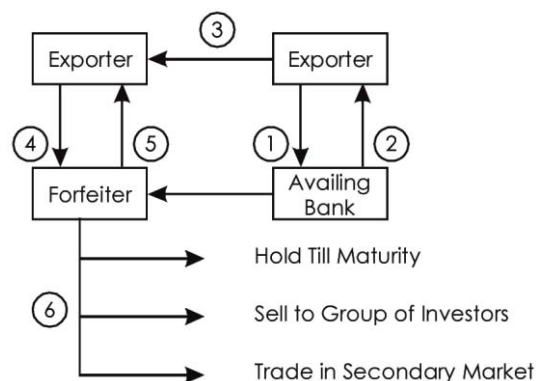 3
Exporter
Exporter
4
5
1
2
Forfeiter
Availing
Bank
Hold Till Maturity
6
Sell to Group of Investors
Trade in Secondary Market